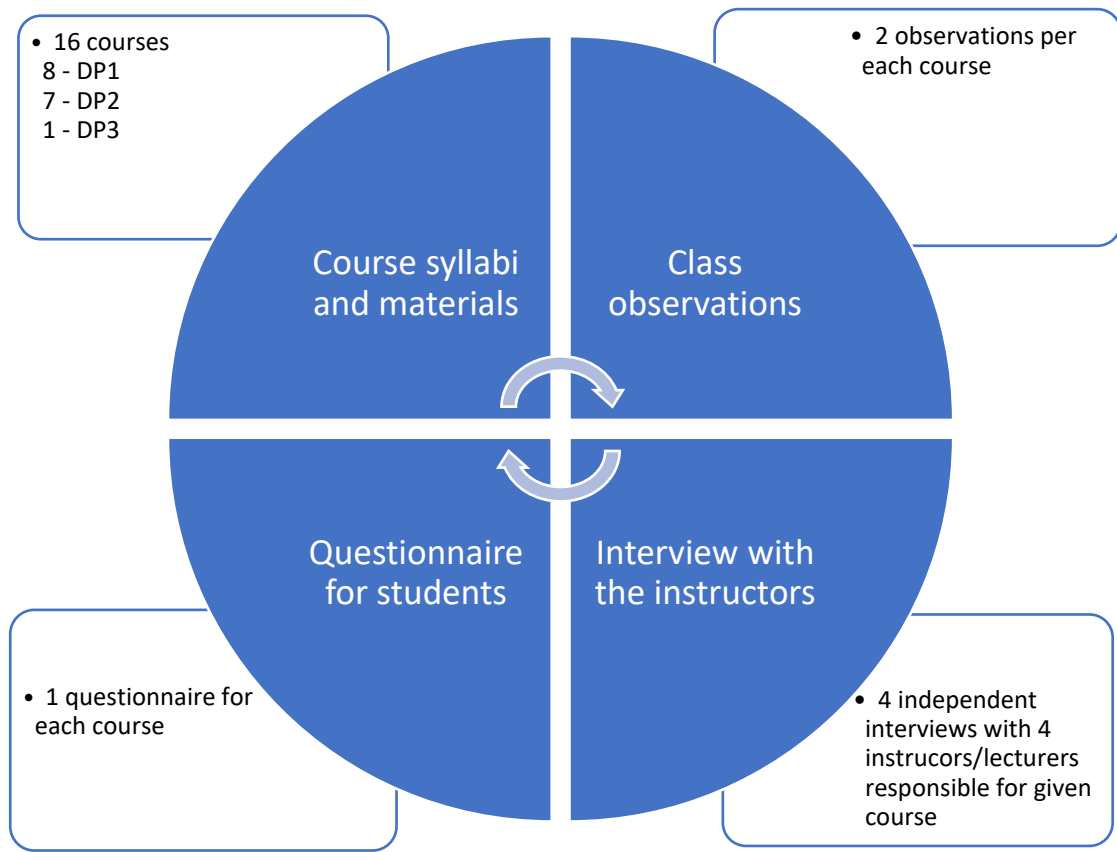 • 16 courses
8 - DP1
7 - DP2
1 - DP3
• 2 observations per
each course
Course syllabi
and materials
Class
observations
Questionnaire
for students
Interview with
the instructors
• 1 questionnaire for
each course
• 4 independent
interviews with 4
instrucors/lecturers
responsible for given
course